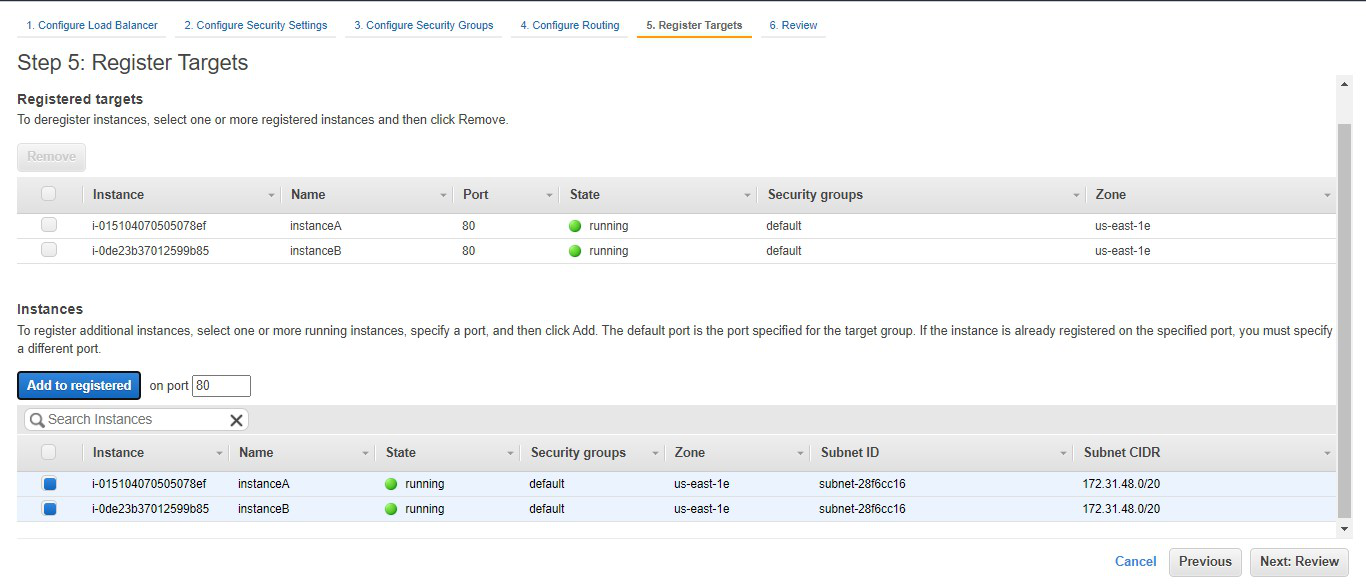 1. Configure Load Balancer 2. Configure Security Settings 3. Configure Security Groups 4. Configure Routing 5. Register Targets 6. Review
Step 5: Register Targets
Registered targets
To deregister instances, select one or more registered instances and then click Remove.
Remove
Instance Name Port State Security groups Zone
i-015104070505078ef instanceA 80 running default us-east-1e
i-0de23b37012599b85 instanceB 80 running default us-east-1e
Instances
To register additional instances, select one or more running instances, specify a port, and then click Add. The default port is the port specified for the target group. If the instance is already registered on the specified port, you must specify
a different port.
Add to registered on port 80
Search Instances
Instance Name State Security groups Zone Subnet ID Subnet CIDR
i-015104070505078ef instanceA running default us-east-1e subnet-28f6cc16 172.31.48.0/20
i-0de23b37012599b85 instanceB running default us-east-1e subnet-28f6cc16 172.31.48.0/20
Cancel Previous Next: Review